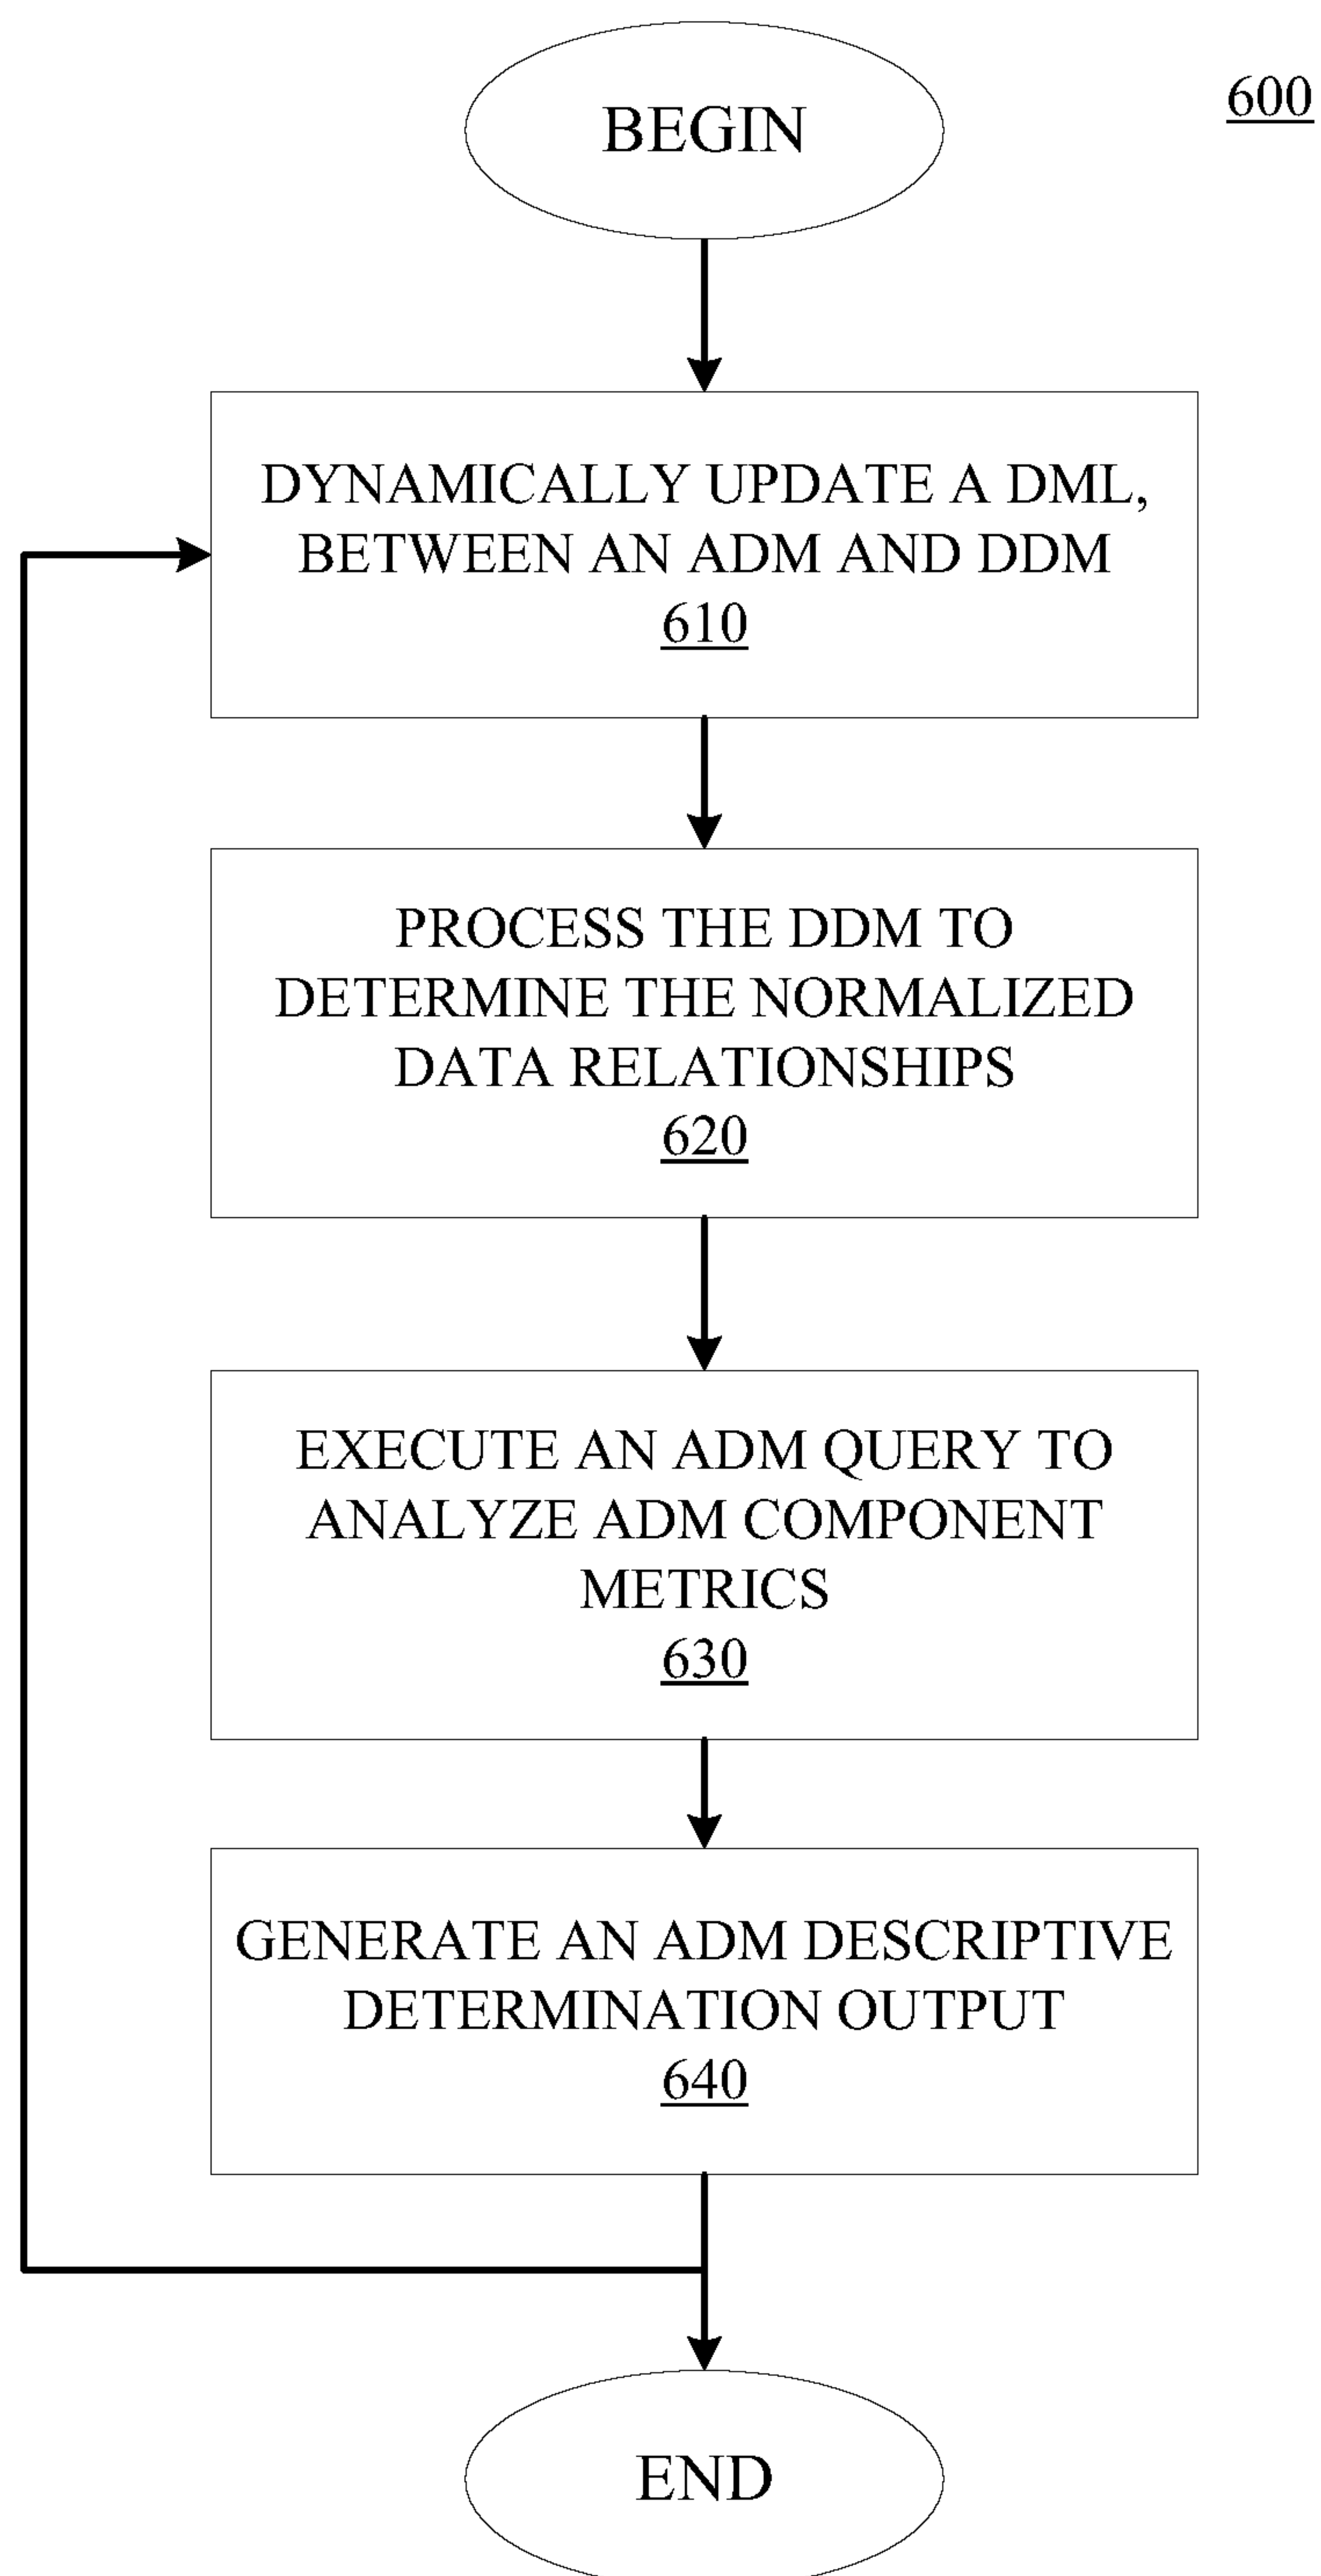 BEGIN
600
DYNAMICALLY UPDATE A DML,
BETWEEN AN ADM AND DDM
610
PROCESS THE DDM TO
DETERMINE THE NORMALIZED
DATA RELATIONSHIPS
620
EXECUTE AN ADM QUERY TO
ANALYZE ADM COMPONENT
METRICS
630
GENERATE AN ADM DESCRIPTIVE
DETERMINATION OUTPUT
640
END